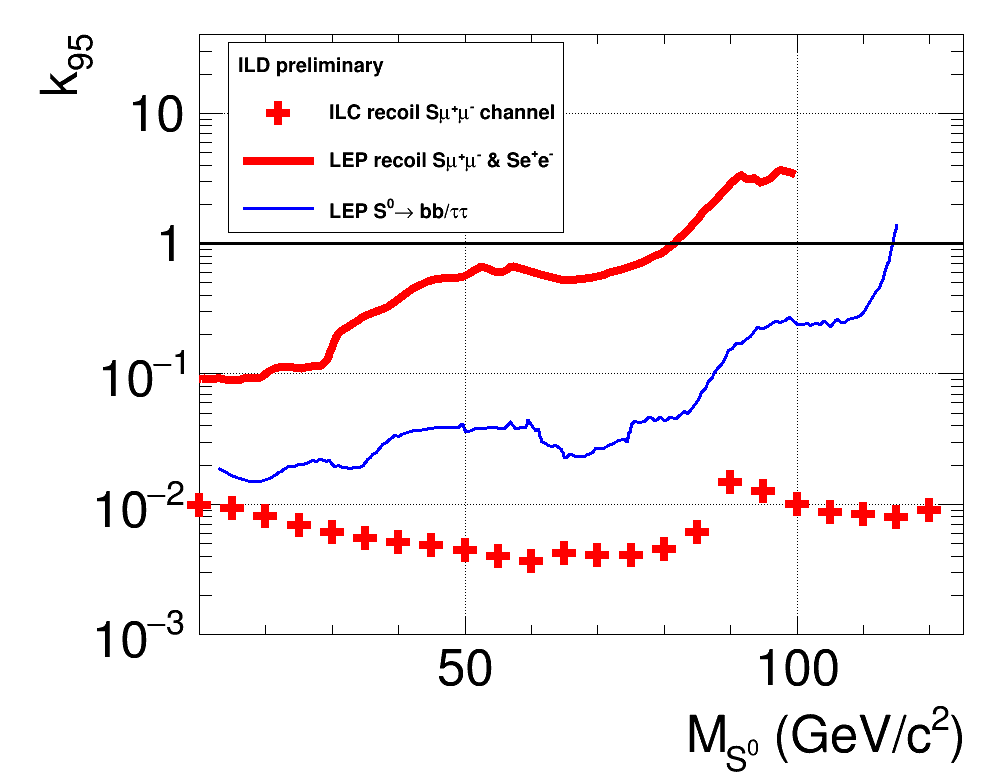 k₉₅
ILD preliminary
ILC recoil Sμ⁺μ⁻ channel
LEP recoil Sμ⁺μ⁻ & Se⁺e⁻
LEP S⁰→ bb/ττ
10
1
10⁻¹
10⁻²
10⁻³
50 100
M_S⁰ (GeV/c²)